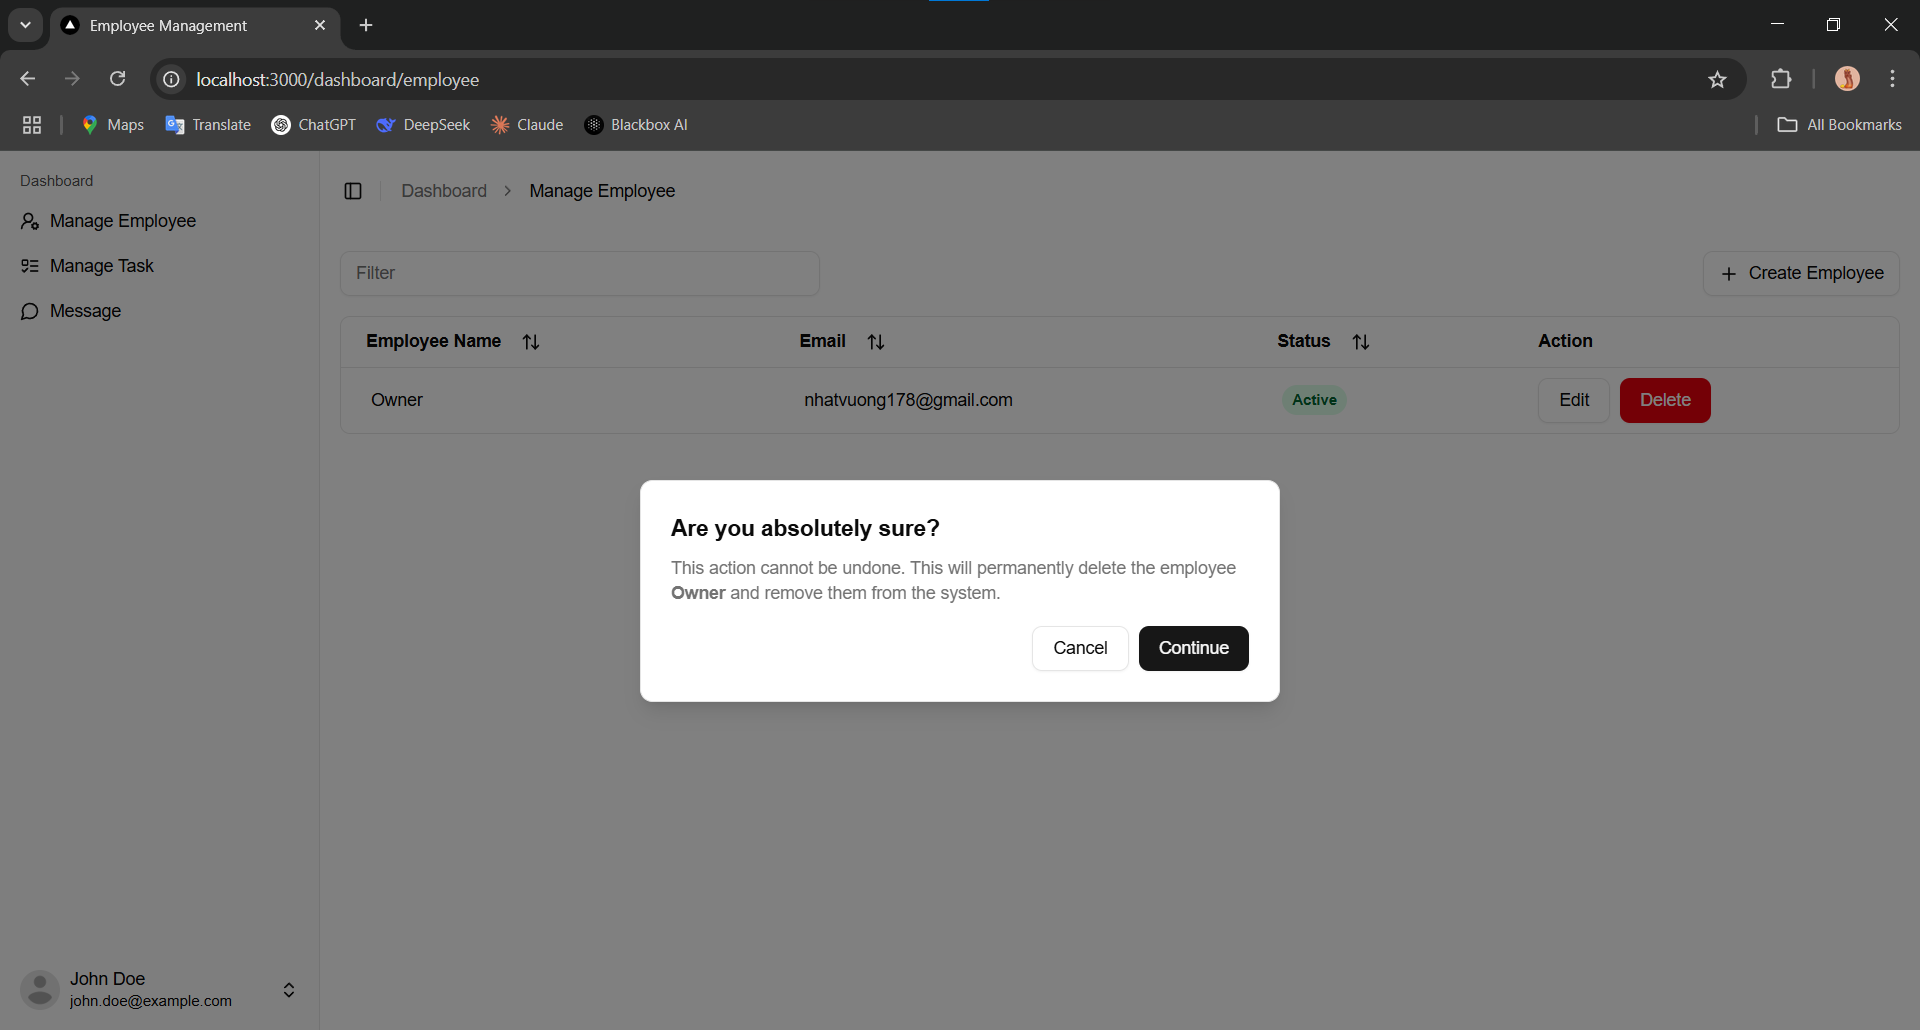 Employee Management
localhost:3000/dashboard/employee
Maps Translate ChatGPT DeepSeek Claude Blackbox AI All Bookmarks
Dashboard
Manage Employee
Manage Task
Message
Dashboard > Manage Employee
Filter
+ Create Employee
Employee Name Email Status Action
Owner nhatvuong178@gmail.com Active Edit Delete
Are you absolutely sure?
This action cannot be undone. This will permanently delete the employee
Owner and remove them from the system.
Cancel Continue
John Doe
john.doe@example.com